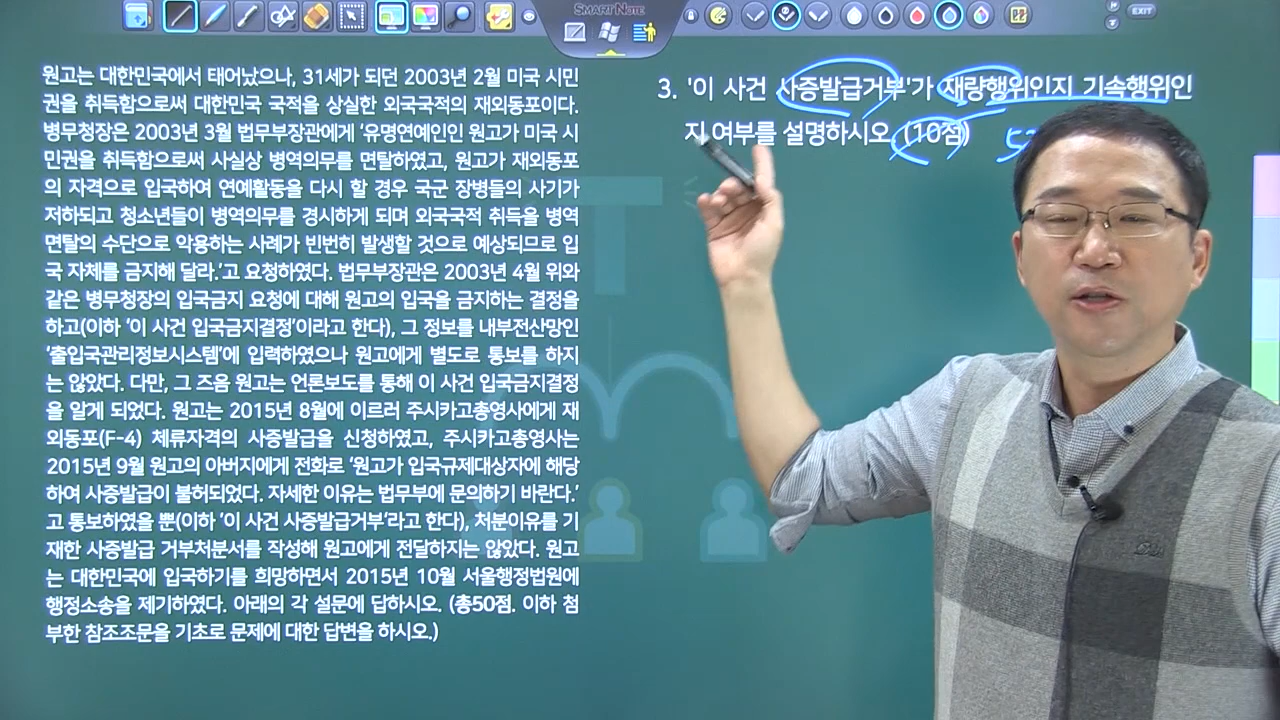 SMART NOTE
EXIT
원고는 대한민국에서 태어났으나, 31세가 되던 2003년 2월 미국 시민
권을 취득함으로써 대한민국 국적을 상실한 외국국적의 재외동포이다.
병무청장은 2003년 3월 법무부장관에게 '유명연예인인 원고가 미국 시
민권을 취득함으로써 사실상 병역의무를 면탈하였고, 원고가 재외동포
의 자격으로 입국하여 연예활동을 다시 할 경우 국군 장병들의 사기가
저하되고 청소년들이 병역의무를 경시하게 되며 외국국적 취득을 병역
면탈의 수단으로 악용하는 사례가 빈번히 발생할 것으로 예상되므로 입
국 자체를 금지해 달라.'고 요청하였다. 법무부장관은 2003년 4월 위와
같은 병무청장의 입국금지 요청에 대해 원고의 입국을 금지하는 결정을
하고(이하 '이 사건 입국금지결정'이라고 한다), 그 정보를 내부전산망인
'출입국관리정보시스템'에 입력하였으나 원고에게 별도로 통보를 하지
는 않았다. 다만, 그 즈음 원고는 언론보도를 통해 이 사건 입국금지결정
을 알게 되었다. 원고는 2015년 8월에 이르러 주시카고총영사에게 재
외동포(F-4) 체류자격의 사증발급을 신청하였고, 주시카고총영사는
2015년 9월 원고의 아버지에게 전화로 '원고가 입국규제대상자에 해당
하여 사증발급이 불허되었다. 자세한 이유는 법무부에 문의하기 바란다.'
고 통보하였을 뿐(이하 '이 사건 사증발급거부'라고 한다), 처분이유를 기
재한 사증발급 거부처분서를 작성해 원고에게 전달하지는 않았다. 원고
는 대한민국에 입국하기를 희망하면서 2015년 10월 서울행정법원에
행정소송을 제기하였다. 아래의 각 설문에 답하시오. (총50점. 이하 첨
부한 참조조문을 기초로 문제에 대한 답변을 하시오.)
3. '이 사건 사증발급거부'가 재량행위인지 기속행위인
지 여부를 설명하시오. (10점)